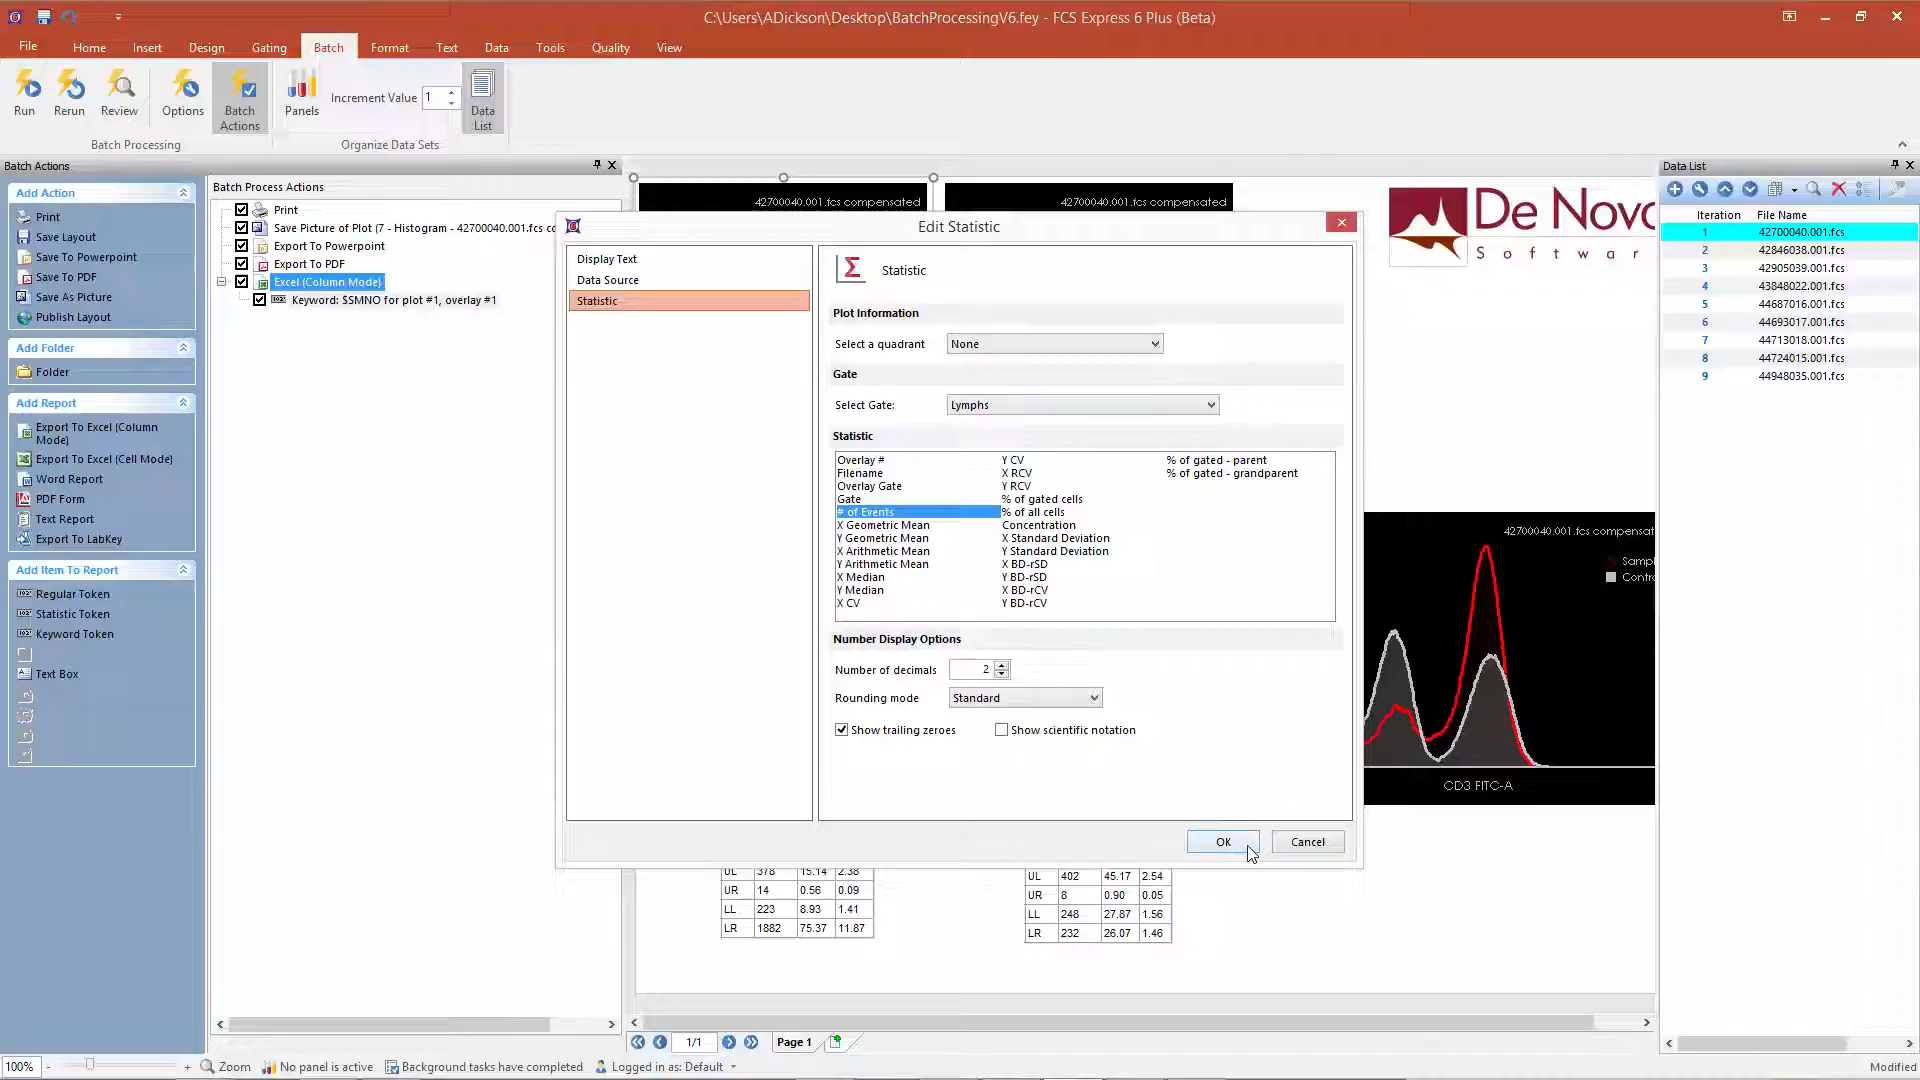 C:\Users\ADickson\Desktop\BatchProcessingV6.fey - FCS Express 6 Plus (Beta)
File Home Insert Design Gating Batch Format Text Data Tools Quality View
Run Rerun Review Options Batch Actions Panels Increment Value 1 Data List
Batch Processing Organize Data Sets
Batch Actions
Add Action
Print
Save Layout
Save To Powerpoint
Save To PDF
Save As Picture
Publish Layout
Add Folder
Folder
Add Report
Export To Excel (Column
Mode)
Export To Excel (Cell Mode)
Word Report
PDF Form
Text Report
Export To LabKey
Add Item To Report
Regular Token
Statistic Token
Keyword Token
Text Box
Batch Process Actions
Print
Save Picture of Plot (7 - Histogram - 42700040.001.fcs co
Export To Powerpoint
Export To PDF
Excel (Column Mode)
Keyword: $SMNO for plot #1, overlay #1
42700040.001.fcs compensated
42700040.001.fcs compensated
De Novo
Softwar
Edit Statistic
Display Text
Data Source
Statistic
Statistic
Plot Information
Select a quadrant None
Gate
Select Gate: Lymphs
Statistic
Overlay # Y CV % of gated - parent
Filename X RCV % of gated - grandparent
Overlay Gate Y RCV
Gate % of gated cells
# of Events % of all cells
X Geometric Mean Concentration
Y Geometric Mean X Standard Deviation
X Arithmetic Mean Y Standard Deviation
Y Arithmetic Mean X BD-rSD
X Median Y BD-rSD
Y Median X BD-rCV
X CV Y BD-rCV
Number Display Options
Number of decimals 2
Rounding mode Standard
Show trailing zeroes Show scientific notation
OK Cancel
42700040.001.fcs compensat
Sampl
Contro
CD3 FITC-A
UL 378 15.14 2.38
UR 14 0.56 0.09
LL 223 8.93 1.41
LR 1882 75.37 11.87
UL 402 45.17 2.54
UR 8 0.90 0.05
LL 248 27.87 1.56
LR 232 26.07 1.46
Data List
Iteration File Name
1 42700040.001.fcs
2 42846038.001.fcs
3 42905039.001.fcs
4 43848022.001.fcs
5 44687016.001.fcs
6 44693017.001.fcs
7 44713018.001.fcs
8 44724015.001.fcs
9 44948035.001.fcs
1/1 Page 1
100% - + Zoom No panel is active Background tasks have completed Logged in as: Default Modified